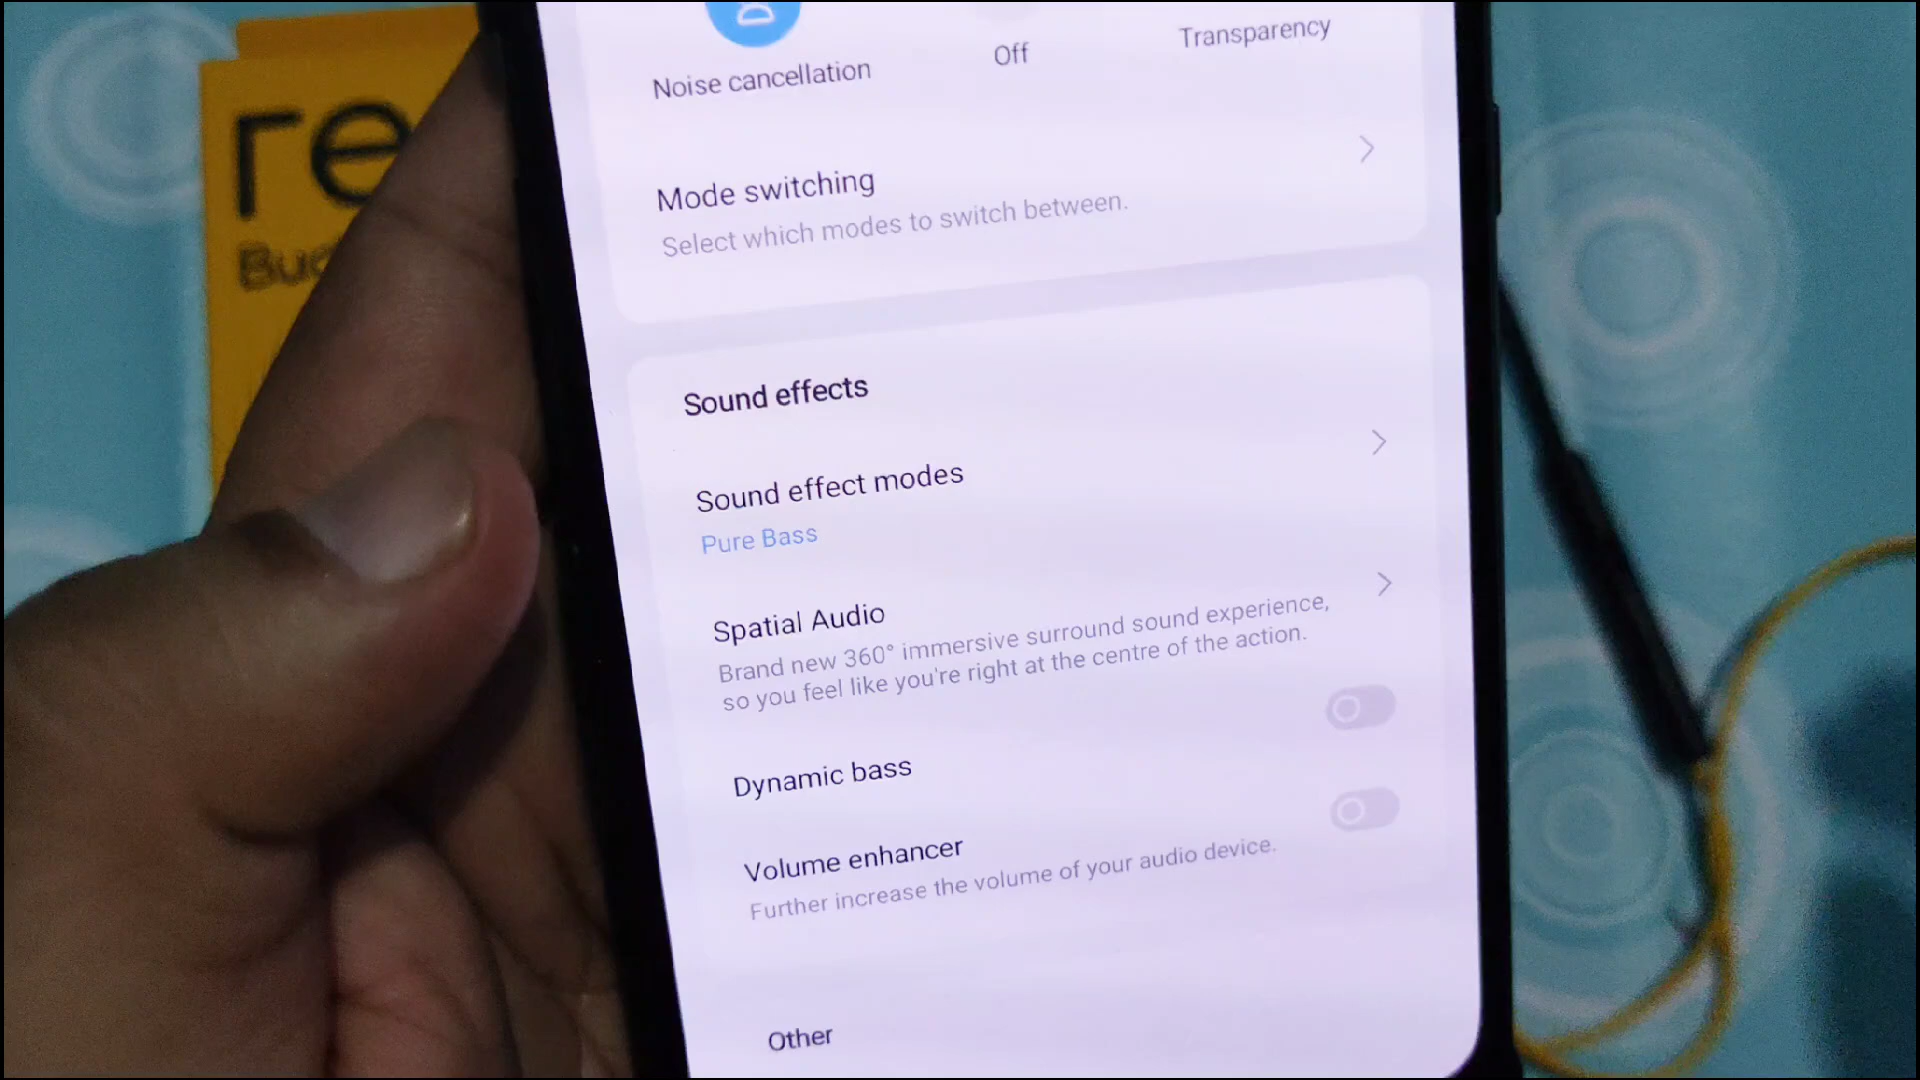 re
Noise cancellation
Off
Transparency
Mode switching
Select which modes to switch between.
Sound effects
Sound effect modes
Pure Bass
Spatial Audio
Brand new 360° immersive surround sound experience,
so you feel like you're right at the centre of the action.
Dynamic bass
Volume enhancer
Further increase the volume of your audio device.
Other